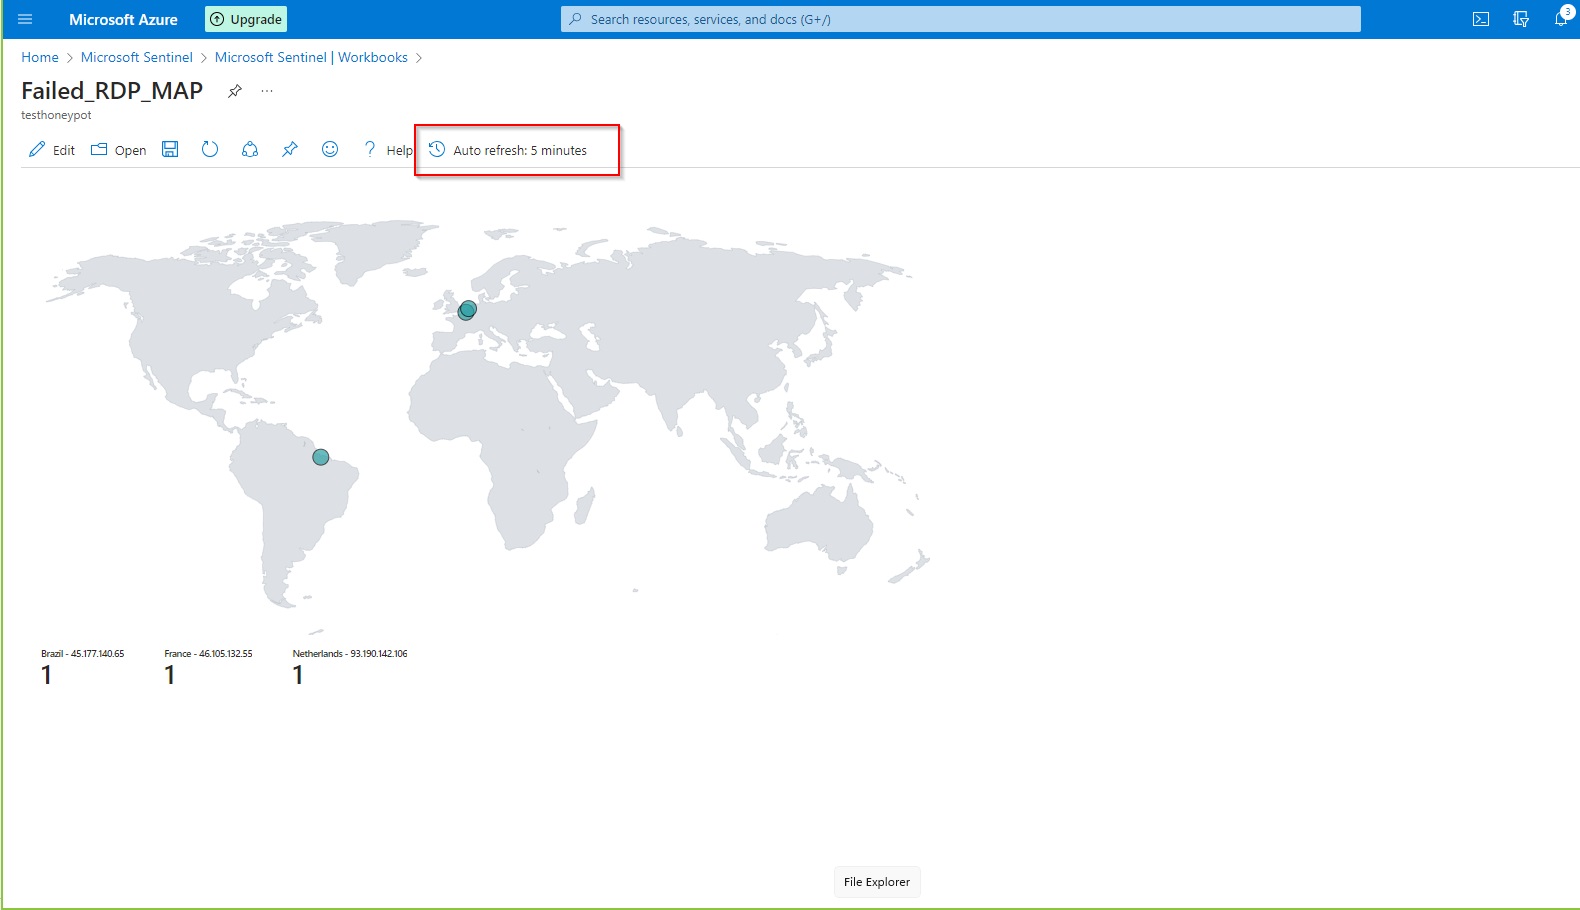 Microsoft Azure
Upgrade
Search resources, services, and docs (G+/)
3
Home > Microsoft Sentinel > Microsoft Sentinel | Workbooks >
Failed_RDP_MAP
...
testhoneypot
Edit
Open
? Help
Auto refresh: 5 minutes
Brazil - 45.177.140.65
1
France - 46.105.132.55
1
Netherlands - 93.190.142.106
1
File Explorer